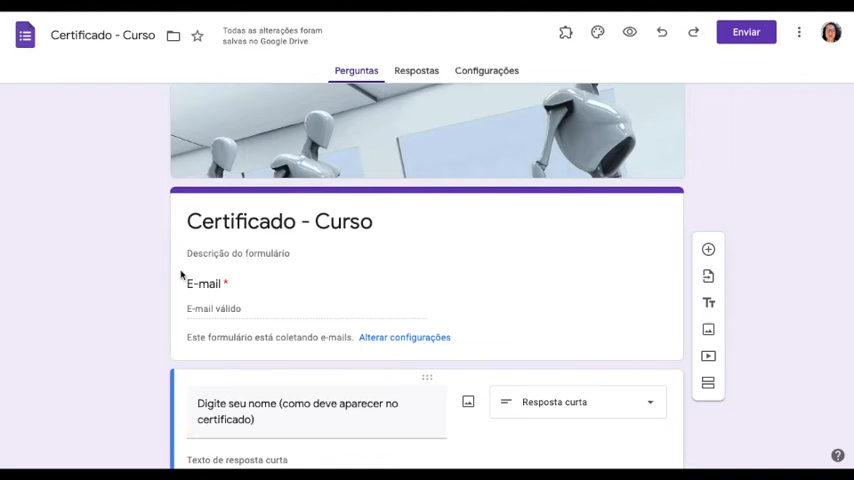 Certificado - Curso
Todas as alterações foram
salvas no Google Drive
Enviar
Perguntas
Respostas
Configurações
Certificado - Curso
Descrição do formulário
E-mail *
E-mail válido
Este formulário está coletando e-mails. Alterar configurações
Digite seu nome (como deve aparecer no
certificado)
Resposta curta
Texto de resposta curta